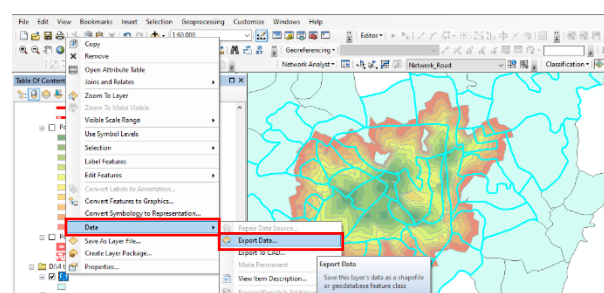 File Edit View Bookmarks Insert Selection Geoprocessing Customize Windows Help
1:60,000
Editor
Georeferencing
Network Analyst
Network_Road
Classification
Table Of Content
Copy
Remove
Open Attribute Table
Joins and Relates
Zoom To Layer
Zoom To Make Visible
Visible Scale Range
Use Symbol Levels
Selection
Label Features
Edit Features
Convert Labels to Annotation...
Convert Features to Graphics...
Convert Symbology to Representation...
Data
Save As Layer File...
Create Layer Package...
Properties...
Repair Data Source...
Export Data...
Export To CAD...
Make Permanent
View Item Description...
Review/Rematch Addresses
Export Data
Save this layer's data as a shapefile
or geodatabase feature class